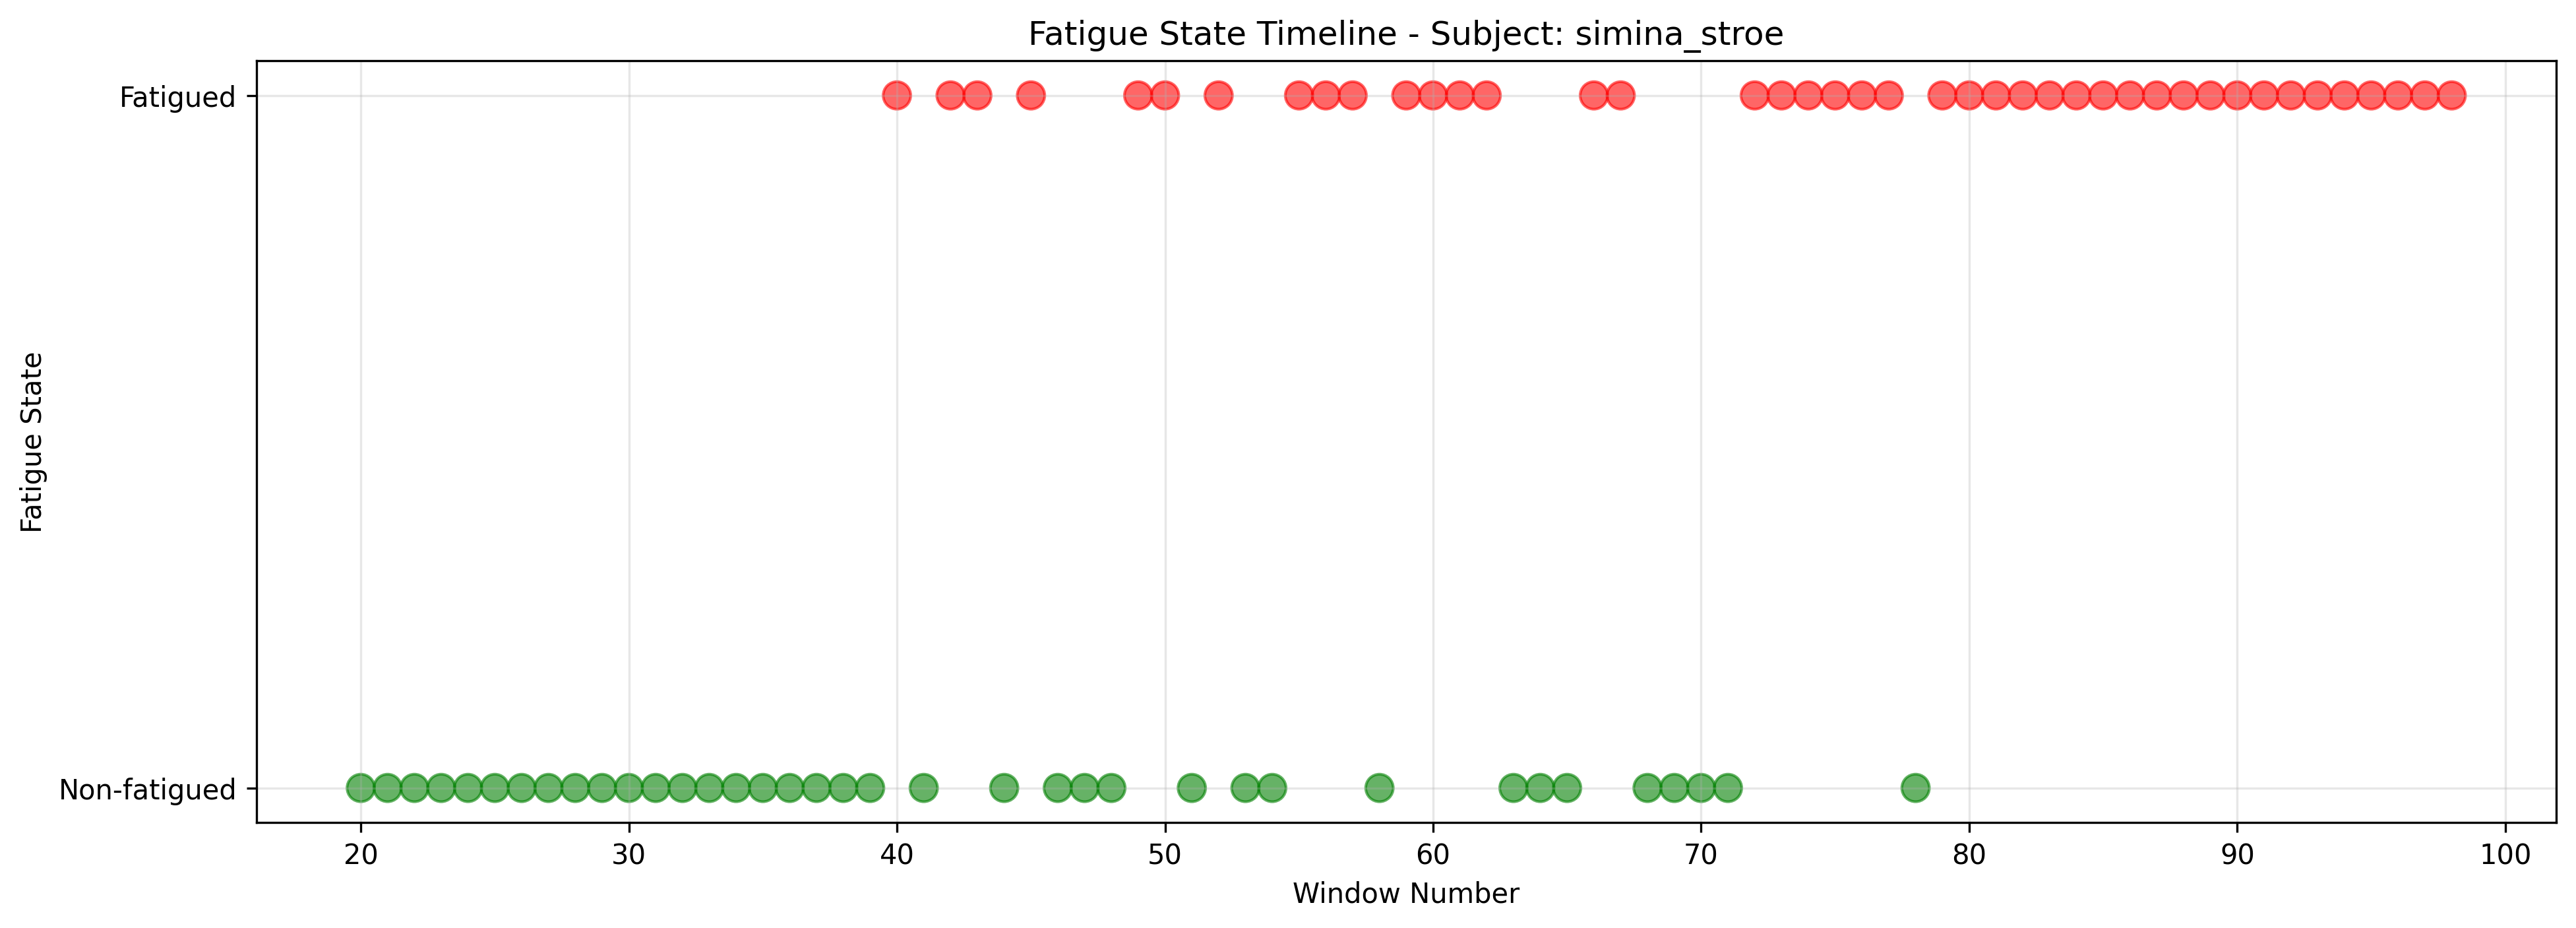 Fatigue State Timeline - Subject: simina_stroe
Fatigued
Fatigue State
Non-fatigued
20 30 40 50 60 70 80 90 100
Window Number